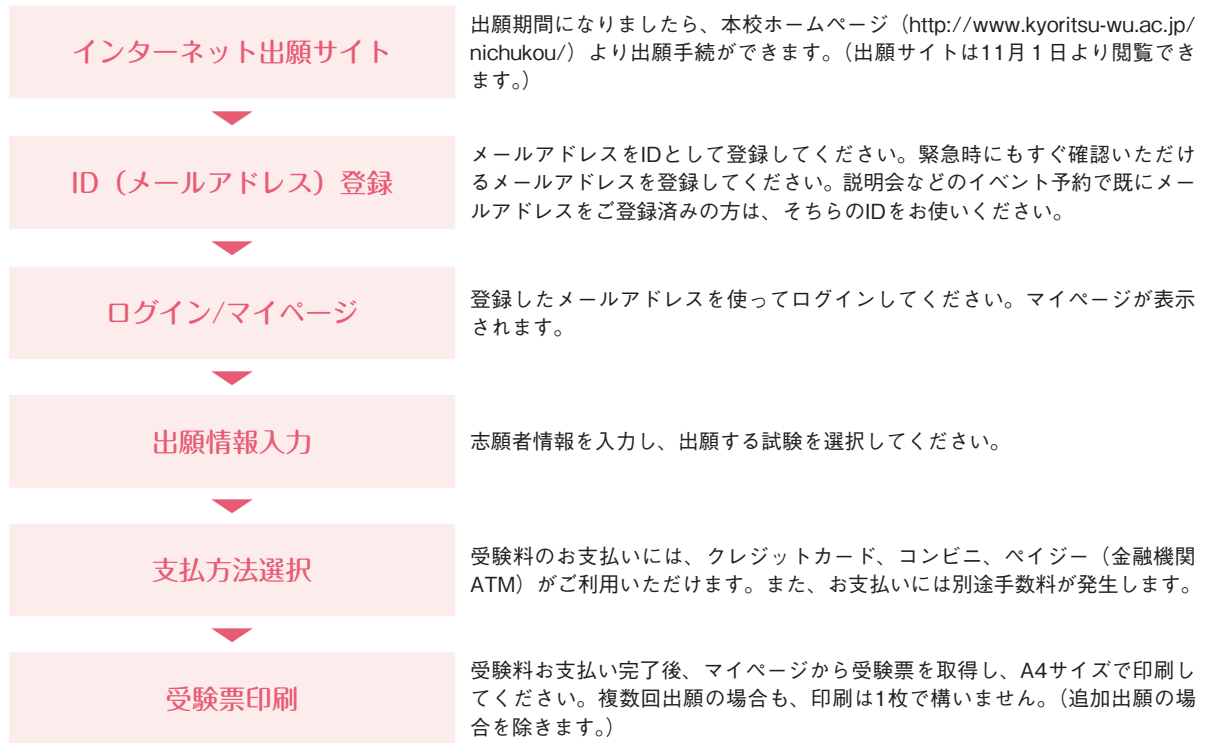 インターネット出願サイト
出願期間になりましたら、本校ホームページ（http://www.kyoritsu-wu.ac.jp/
nichukou/）より出願手続ができます。（出願サイトは11月１日より閲覧でき
ます。）
ID（メールアドレス）登録
メールアドレスをIDとして登録してください。緊急時にもすぐ確認いただけ
るメールアドレスを登録してください。説明会などのイベント予約で既にメー
ルアドレスをご登録済みの方は、そちらのIDをお使いください。
ログイン/マイページ
登録したメールアドレスを使ってログインしてください。マイページが表示
されます。
出願情報入力
志願者情報を入力し、出願する試験を選択してください。
支払方法選択
受験料のお支払いには、クレジットカード、コンビニ、ペイジー（金融機関
ATM）がご利用いただけます。また、お支払いには別途手数料が発生します。
受験票印刷
受験料お支払い完了後、マイページから受験票を取得し、A4サイズで印刷し
てください。複数回出願の場合も、印刷は1枚で構いません。（追加出願の場
合を除きます。）